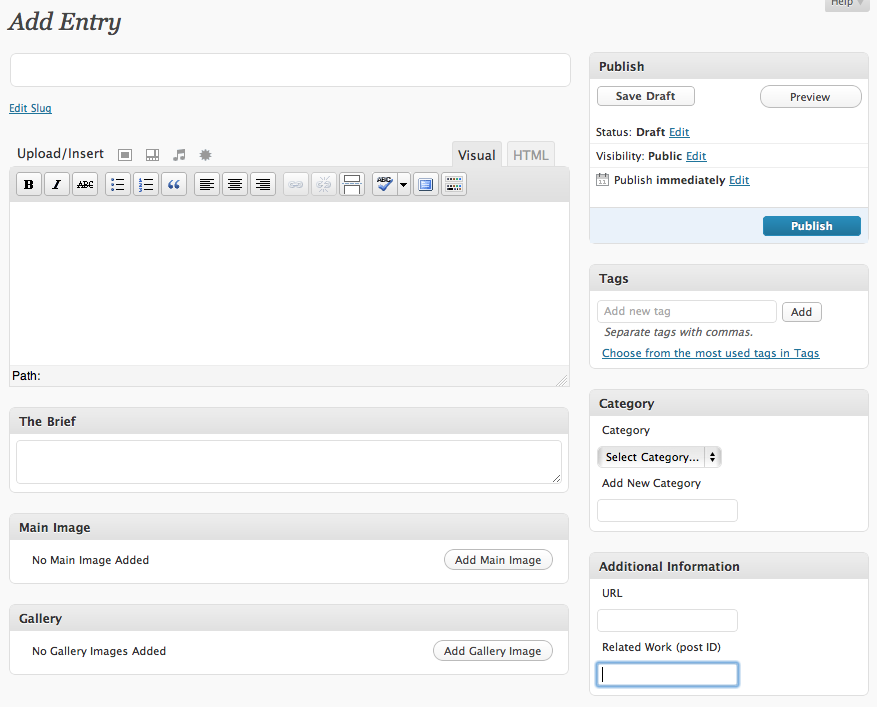 Help
Add Entry
Edit Slug
Upload/Insert
Visual
HTML
B I ABC
ABC
Path:
The Brief
Main Image
No Main Image Added
Add Main Image
Gallery
No Gallery Images Added
Add Gallery Image
Publish
Save Draft
Preview
Status: Draft Edit
Visibility: Public Edit
Publish immediately Edit
Publish
Tags
Add new tag
Add
Separate tags with commas.
Choose from the most used tags in Tags
Category
Category
Select Category...
Add New Category
Additional Information
URL
Related Work (post ID)